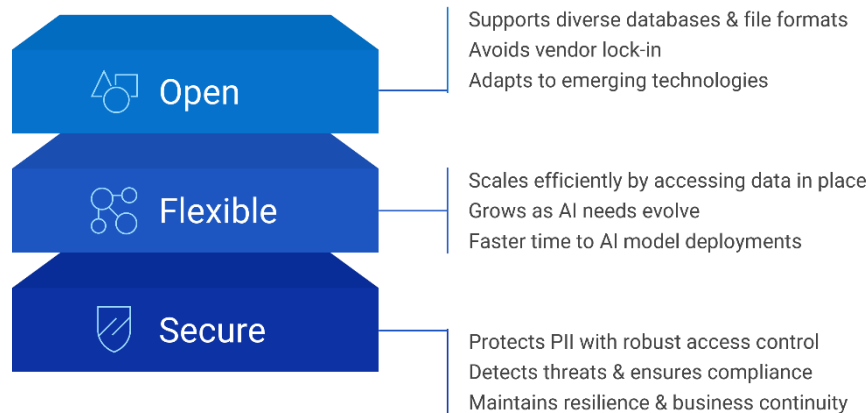 Open
Supports diverse databases & file formats
Avoids vendor lock-in
Adapts to emerging technologies
Flexible
Scales efficiently by accessing data in place
Grows as AI needs evolve
Faster time to AI model deployments
Secure
Protects PII with robust access control
Detects threats & ensures compliance
Maintains resilience & business continuity